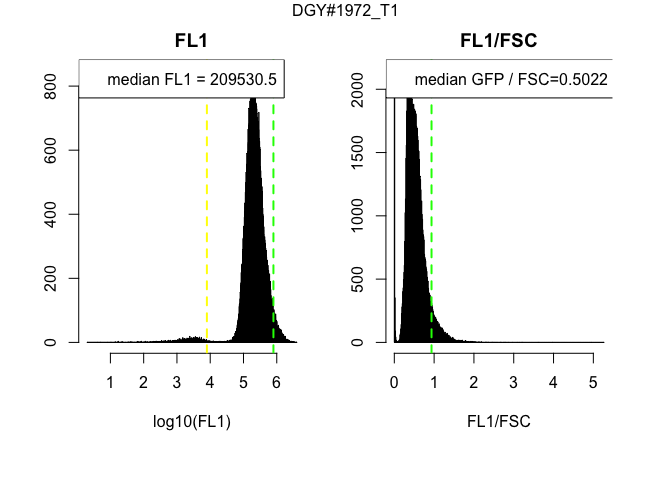 DGY#1972_T1
FL1
median FL1 = 209530.5
0
200
400
600
800
1 2 3 4 5 6
log10(FL1)
FL1/FSC
median GFP / FSC=0.5022
0
500
1000
1500
2000
0 1 2 3 4 5
FL1/FSC